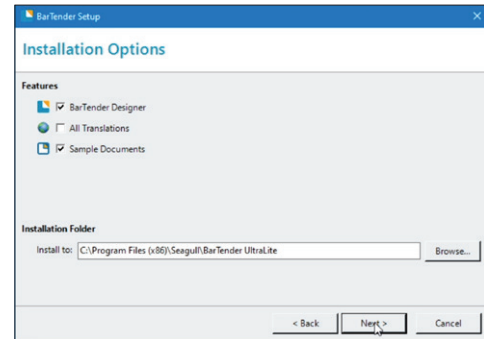 BarTender Setup
Installation Options
Features
BarTender Designer
All Translations
Sample Documents
Installation Folder
Install to: C:\Program Files (x86)\Seagull\BarTender UltraLite
Browse...
< Back Next > Cancel